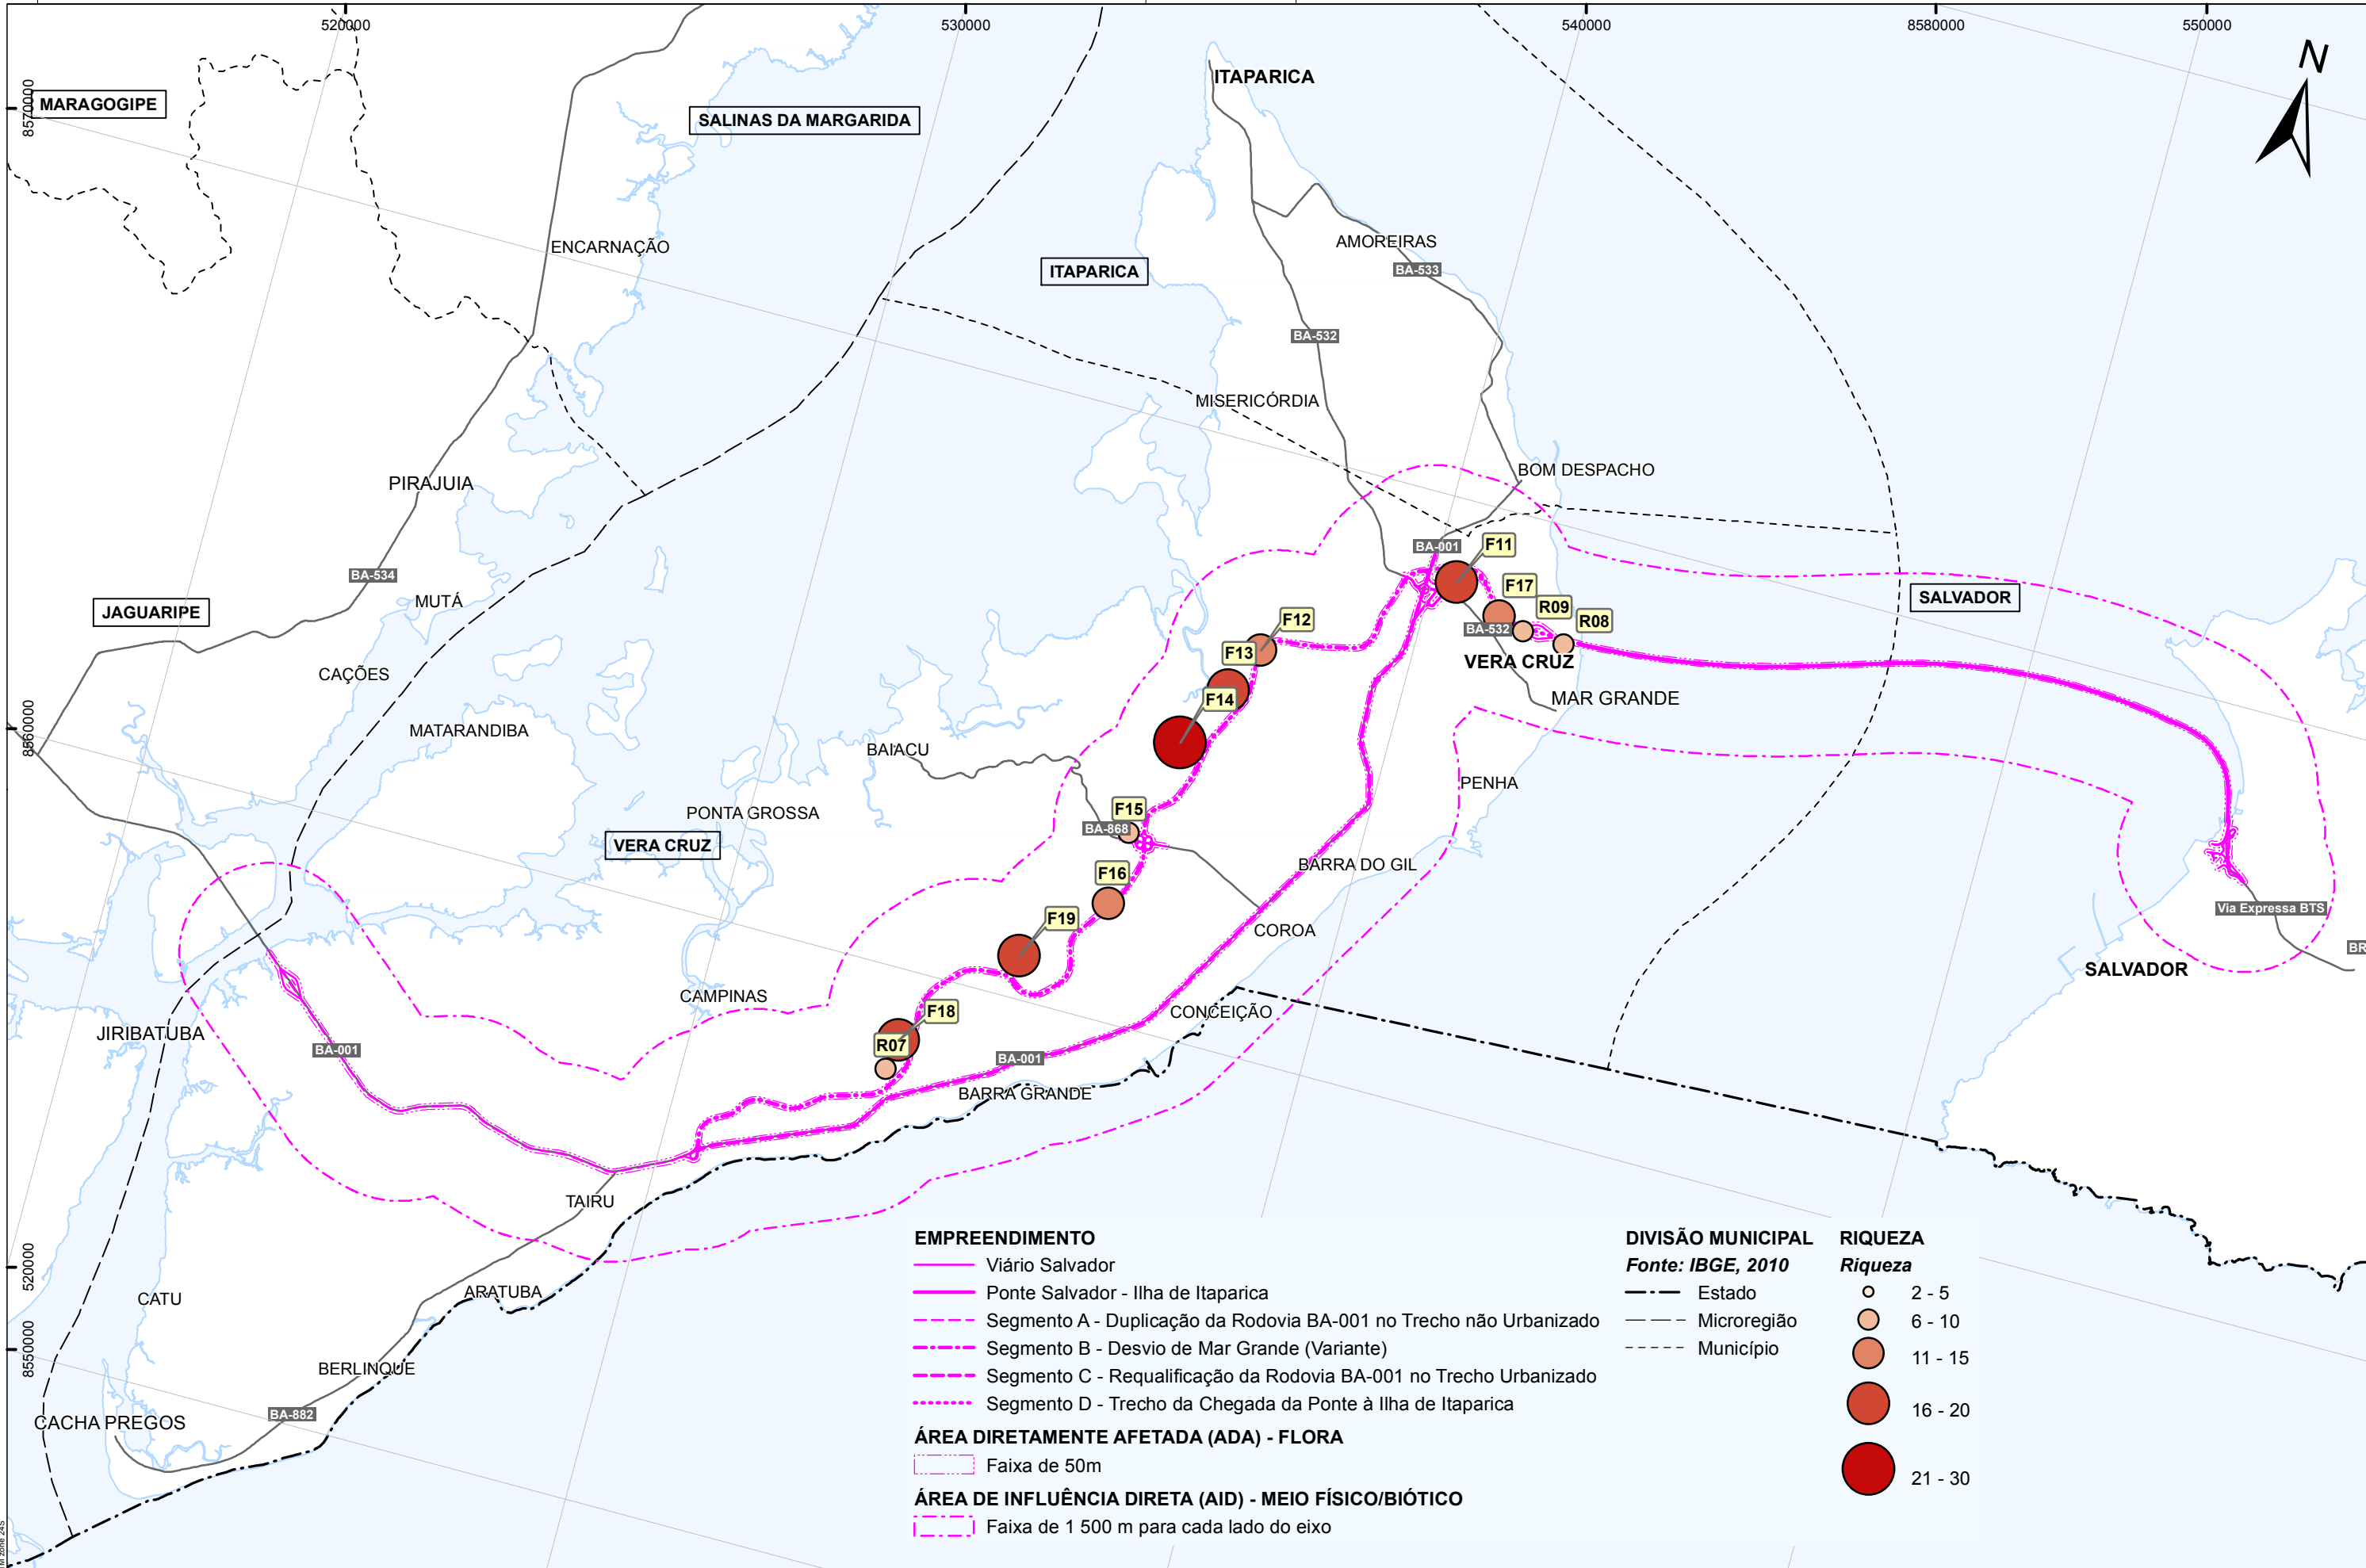 520000
530000
540000
8580000
8500000
N
8570000
MARAGOGIPE
SALINAS DA MARGARIDA
ITAPARICA
ENCARNAÇÃO
AMOREIRAS
BA-533
ITAPARICA
BA-532
MISERICÓRDIA
BOM DESPACHO
PIRAJUIA
BA-001
F11
BA-534
MUTÁ
JAGUARIPE
F17
SALVADOR
R09
R08
F12
BA-532
F13
VERA CRUZ
CAÇÕES
F14
MAR GRANDE
MATARANDIBA
8560000
BAIACU
PENHA
F15
PONTA GROSSA
BA-868
VERA CRUZ
BARRA DO GIL
F16
Via Expressa BTS
F19
COROA
BR
SALVADOR
CAMPINAS
F18
CONCEIÇÃO
JIRIBATUBA
R07
BA-001
BA-001
BARRA GRANDE
TAIRU
520000
CATU
ARATUBA
8550000
BERLINQUE
BA-882
CACHA PREGOS
EMPREENDIMENTO
Viário Salvador
Ponte Salvador - Ilha de Itaparica
Segmento A - Duplicação da Rodovia BA-001 no Trecho não Urbanizado
Segmento B - Desvio de Mar Grande (Variante)
Segmento C - Requalificação da Rodovia BA-001 no Trecho Urbanizado
Segmento D - Trecho da Chegada da Ponte à Ilha de Itaparica
ÁREA DIRETAMENTE AFETADA (ADA) - FLORA
Faixa de 50m
ÁREA DE INFLUÊNCIA DIRETA (AID) - MEIO FÍSICO/BIÓTICO
Faixa de 1 500 m para cada lado do eixo
DIVISÃO MUNICIPAL
Fonte: IBGE, 2010
Estado
Microregião
Município
RIQUEZA
Riqueza
2 - 5
6 - 10
11 - 15
16 - 20
21 - 30
zone 24S